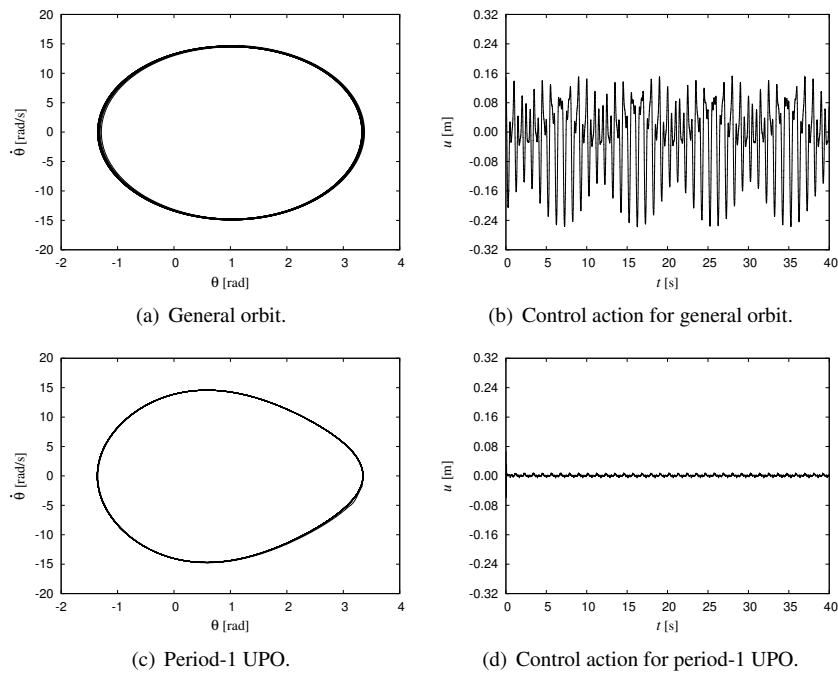 20
15
10
5
0
-5
-10
-15
-20
θ̇ [rad/s]
-2 -1 0 1 2 3 4
θ [rad]
(a) General orbit.
0.32
0.24
0.16
0.08
0.00
-0.08
-0.16
-0.24
-0.32
u [m]
0 5 10 15 20 25 30 35 40
t [s]
(b) Control action for general orbit.
20
15
10
5
0
-5
-10
-15
-20
θ̇ [rad/s]
-2 -1 0 1 2 3 4
θ [rad]
(c) Period-1 UPO.
0.32
0.24
0.16
0.08
0.00
-0.08
-0.16
-0.24
-0.32
u [m]
0 5 10 15 20 25 30 35 40
t [s]
(d) Control action for period-1 UPO.